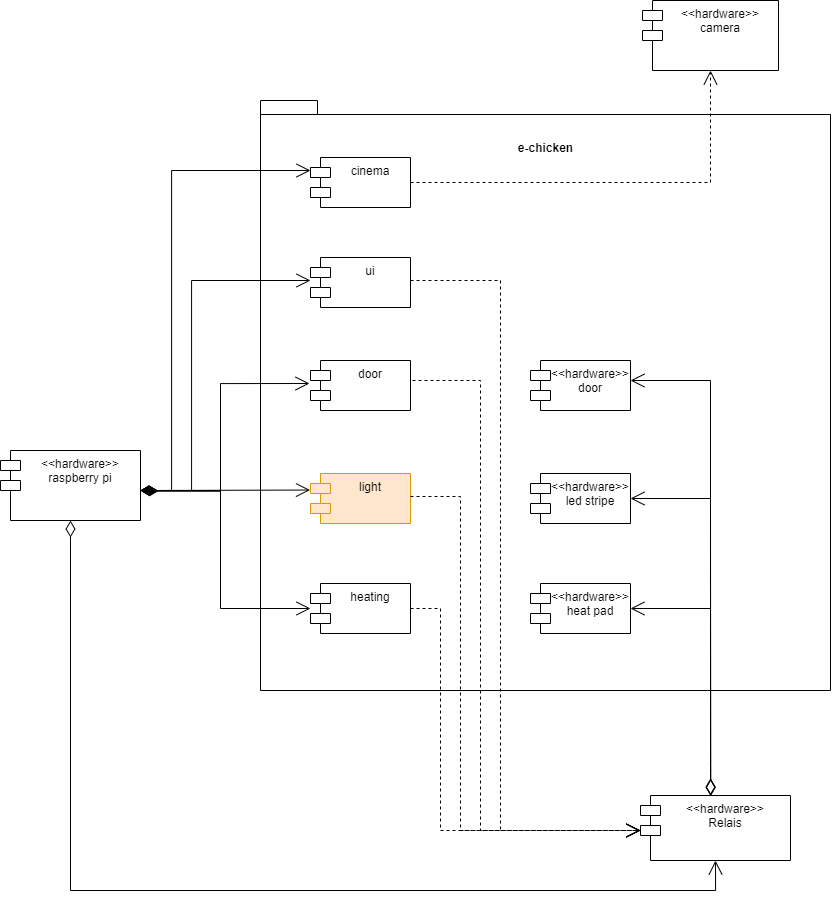 <<hardware>>
camera
e-chicken
cinema
ui
door
<<hardware>>
door
<<hardware>>
raspberry pi
light
<<hardware>>
led stripe
heating
<<hardware>>
heat pad
<<hardware>>
Relais